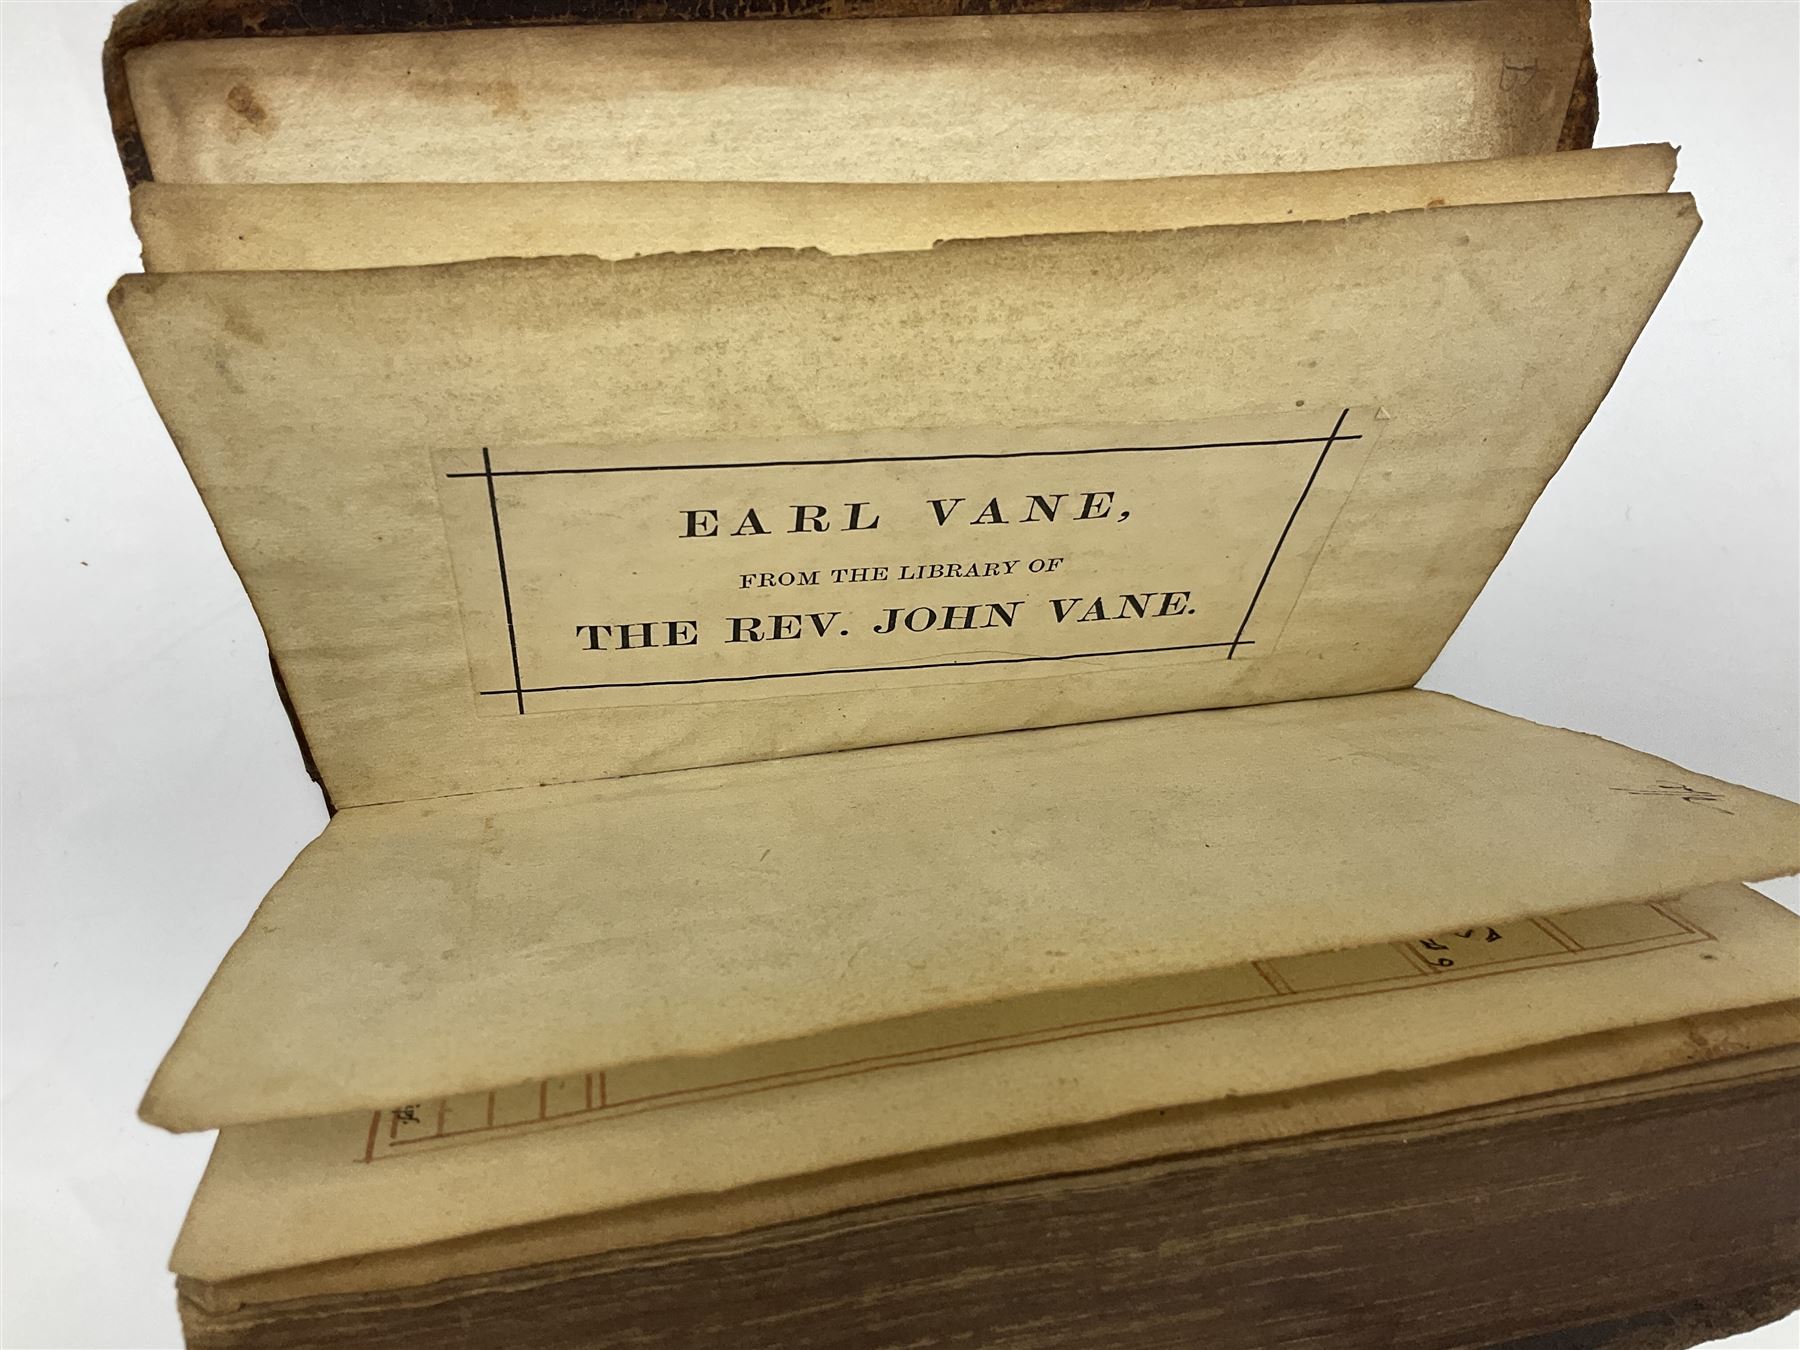 EARL VANE,
FROM THE LIBRARY OF
THE REV. JOHN VANE.